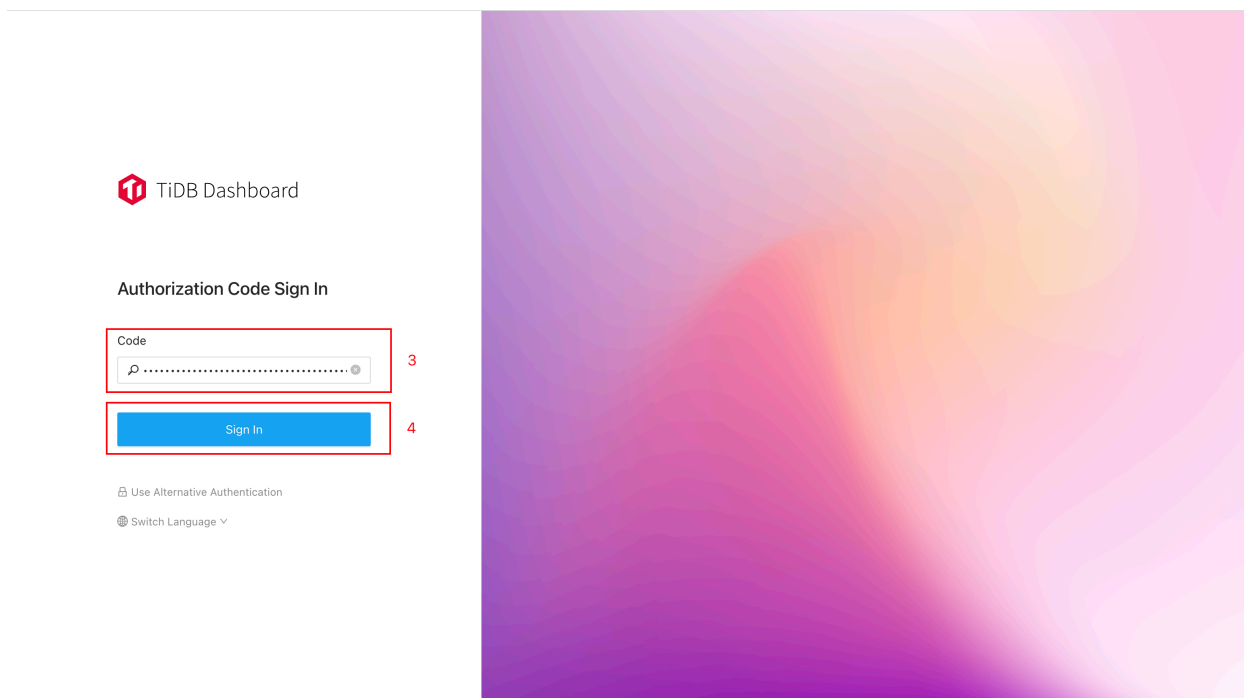 TiDB Dashboard
Authorization Code Sign In
Code
3
Sign In
4
Use Alternative Authentication
Switch Language